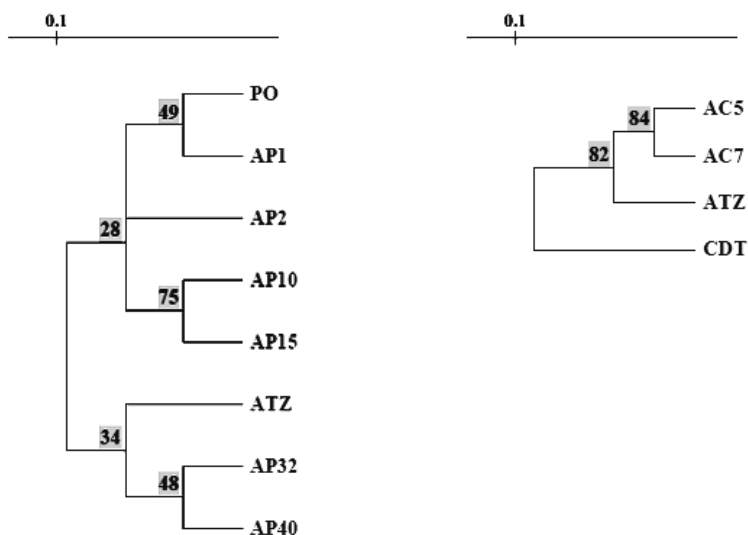 0.1
PO
49
AP1
AP2
28
AP10
75
AP15
ATZ
34
AP32
48
AP40
0.1
AC5
84
AC7
82
ATZ
CDT